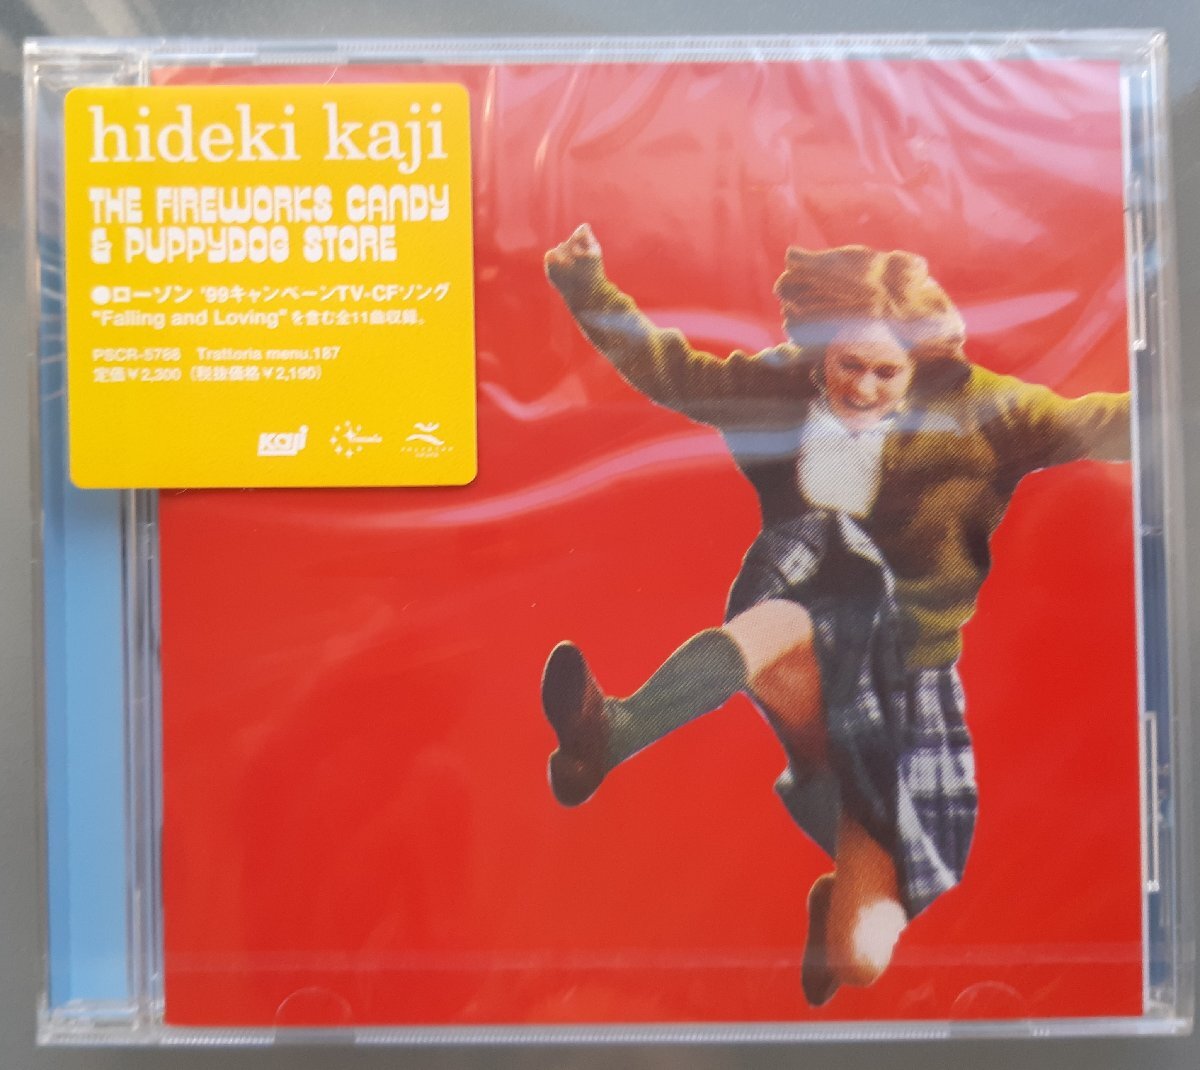 hideki kaji
THE FIREWORKS CANDY
& PUPPYDOG STORE
●ローソン '99キャンペーンTV-CFソング
"Falling and Loving"を含む全11曲収録。
PSCR-5788 Trattoria menu.187
定価￥2,300（税抜価格￥2,190）
kaji